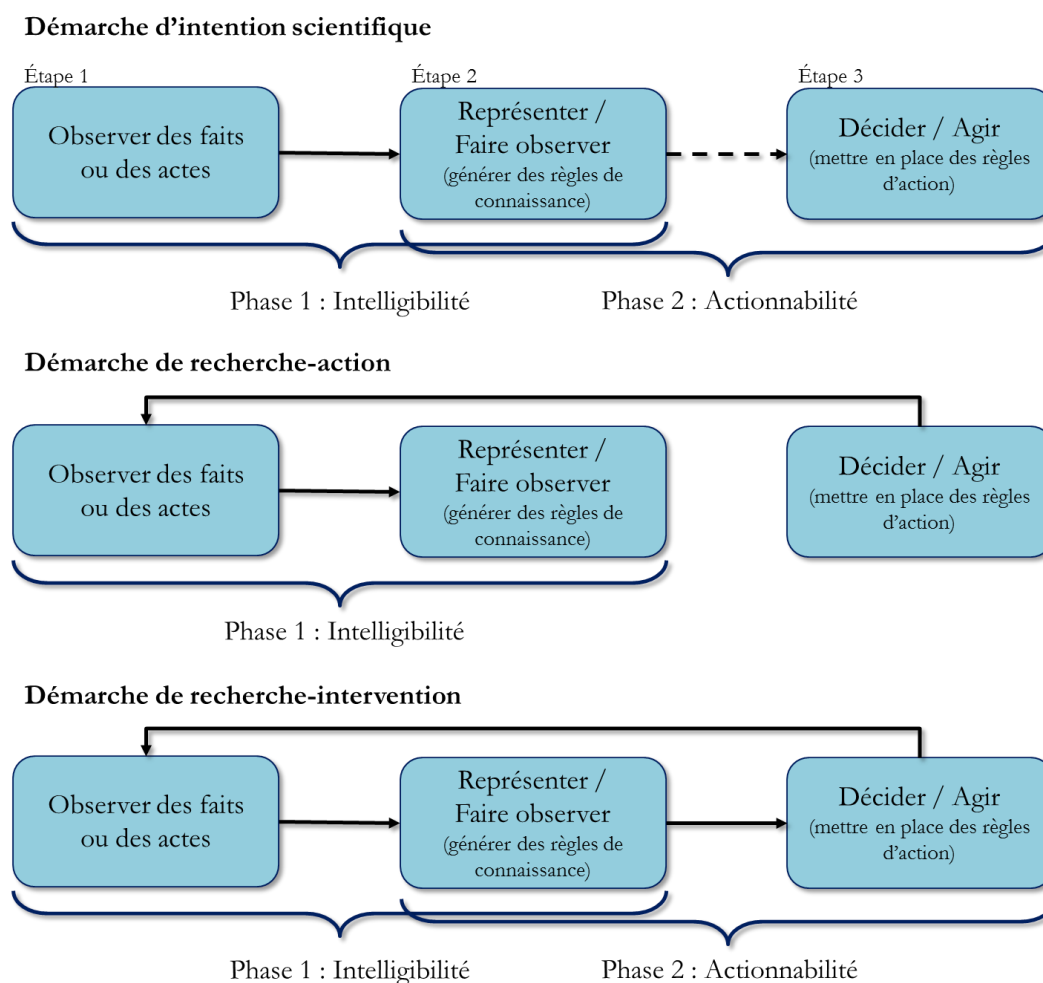 Démarche d'intention scientifique
Étape 1
Étape 2
Étape 3
Observer des faits
ou des actes
Représenter /
Faire observer
(générer des règles de
connaissance)
Décider / Agir
(mettre en place des règles
d'action)
Phase 1 : Intelligibilité
Phase 2 : Actionnabilité
Démarche de recherche-action
Observer des faits
ou des actes
Représenter /
Faire observer
(générer des règles de
connaissance)
Décider / Agir
(mettre en place des règles
d'action)
Phase 1 : Intelligibilité
Démarche de recherche-intervention
Observer des faits
ou des actes
Représenter /
Faire observer
(générer des règles de
connaissance)
Décider / Agir
(mettre en place des règles
d'action)
Phase 1 : Intelligibilité
Phase 2 : Actionnabilité